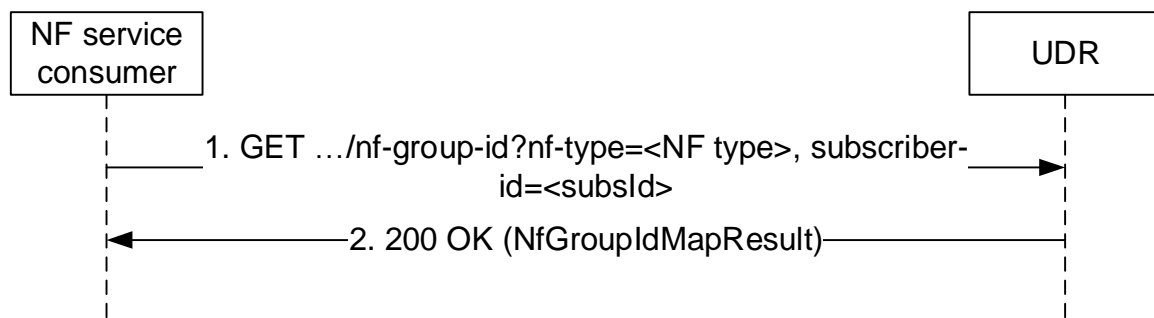 NF service
consumer
UDR
1. GET …/nf-group-id?nf-type=<NF type>, subscriber-
id=<subsId>
2. 200 OK (NfGroupIdMapResult)